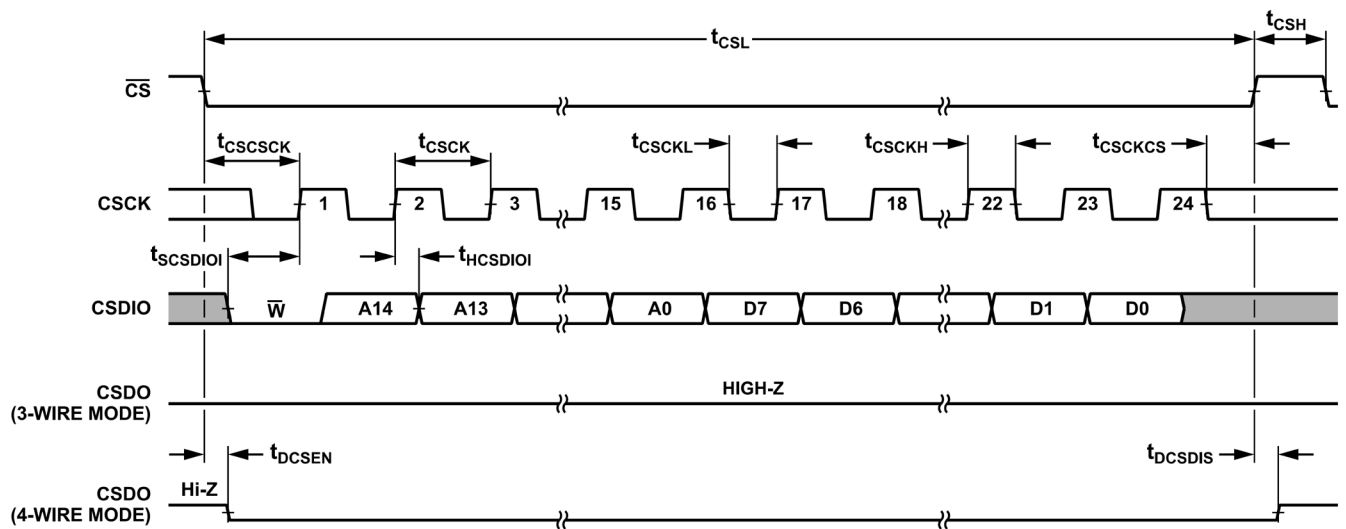 tCSL
tCSH
CS
tCSCSCK
tCSCK
tCSCKL
tCSCKH
tCSCKCS
CSCK
1
2
3
15
16
17
18
22
23
24
tSCSDIOI
tHCSDIOI
CSDIO
W
A14
A13
A0
D7
D6
D1
D0
CSDO
(3-WIRE MODE)
HIGH-Z
tDCSEN
tDCSDIS
CSDO
(4-WIRE MODE)
Hi-Z